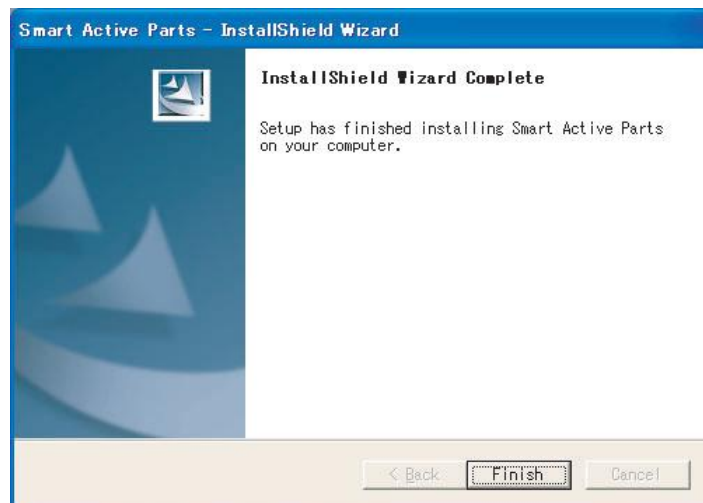 Smart Active Parts - InstallShield Wizard
InstallShield Wizard Complete
Setup has finished installing Smart Active Parts
on your computer.
< Back
Finish
Cancel